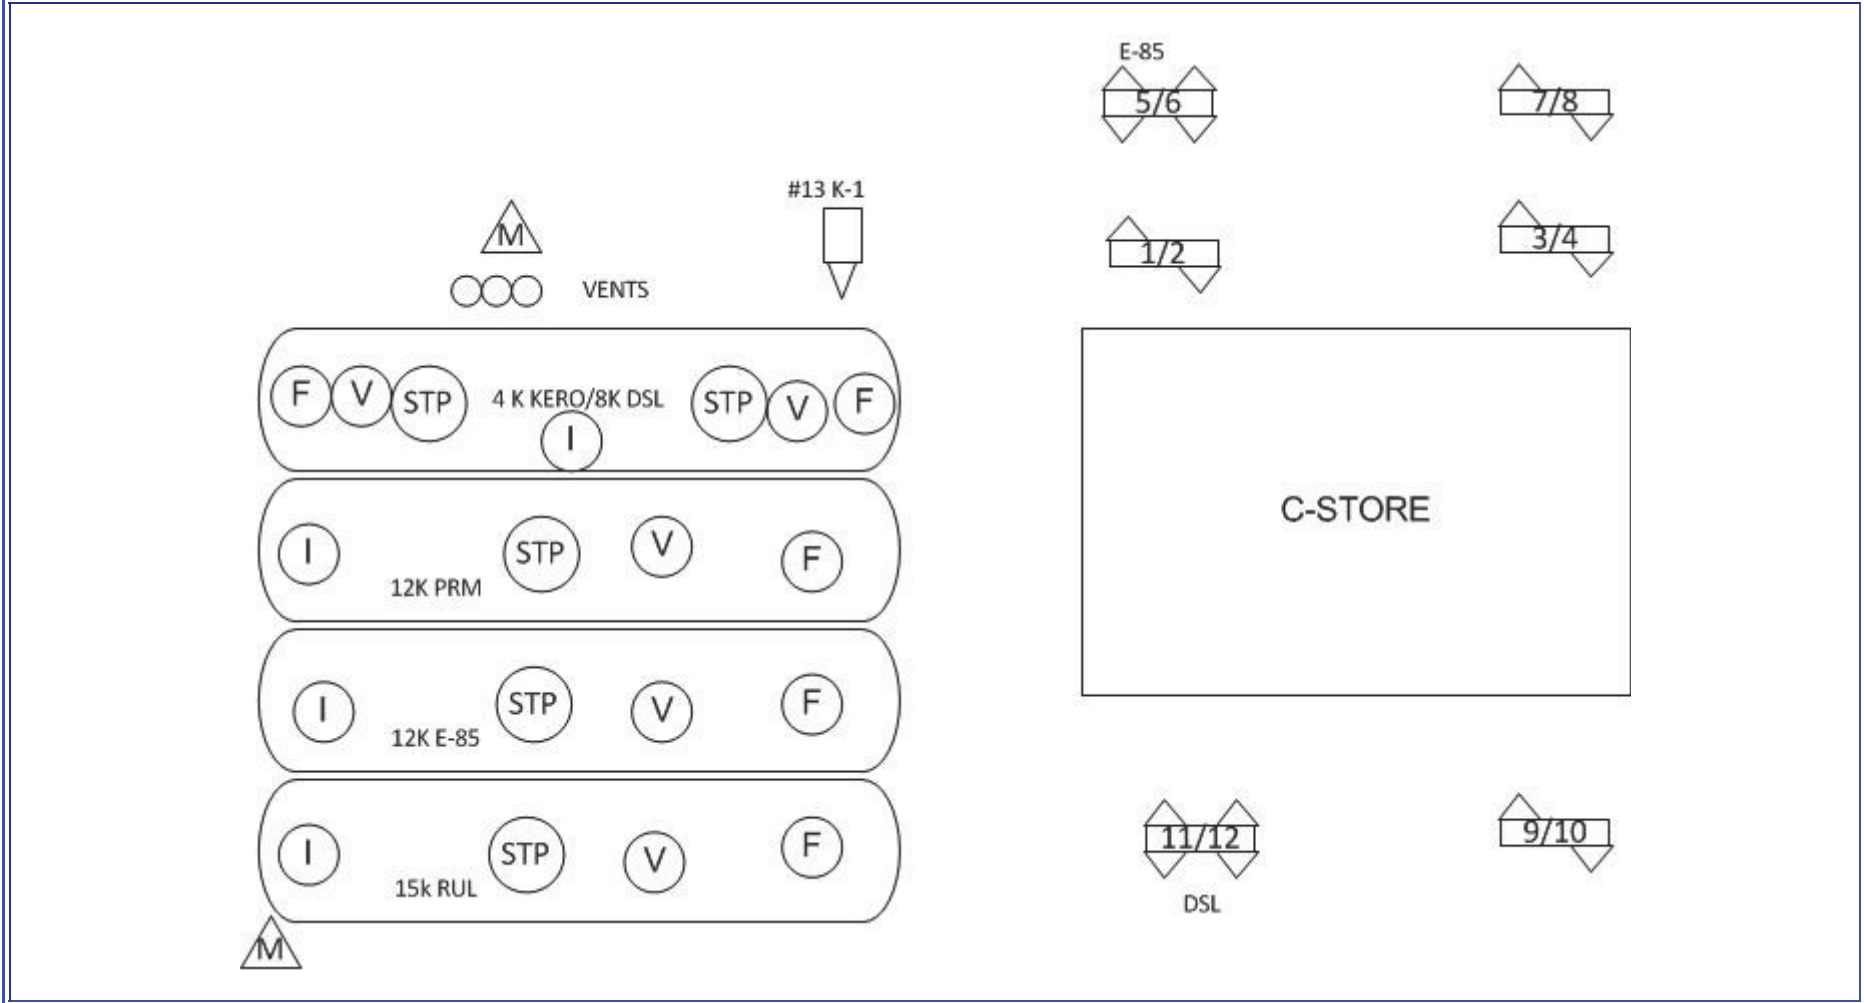 E-85
5/6
7/8
#13 K-1
M
1/2
3/4
VENTS
F V STP 4 K KERO/8K DSL STP V F
I
I STP V F
12K PRM
C-STORE
I STP V F
12K E-85
11/12
9/10
I STP V F
15k RUL
DSL
M